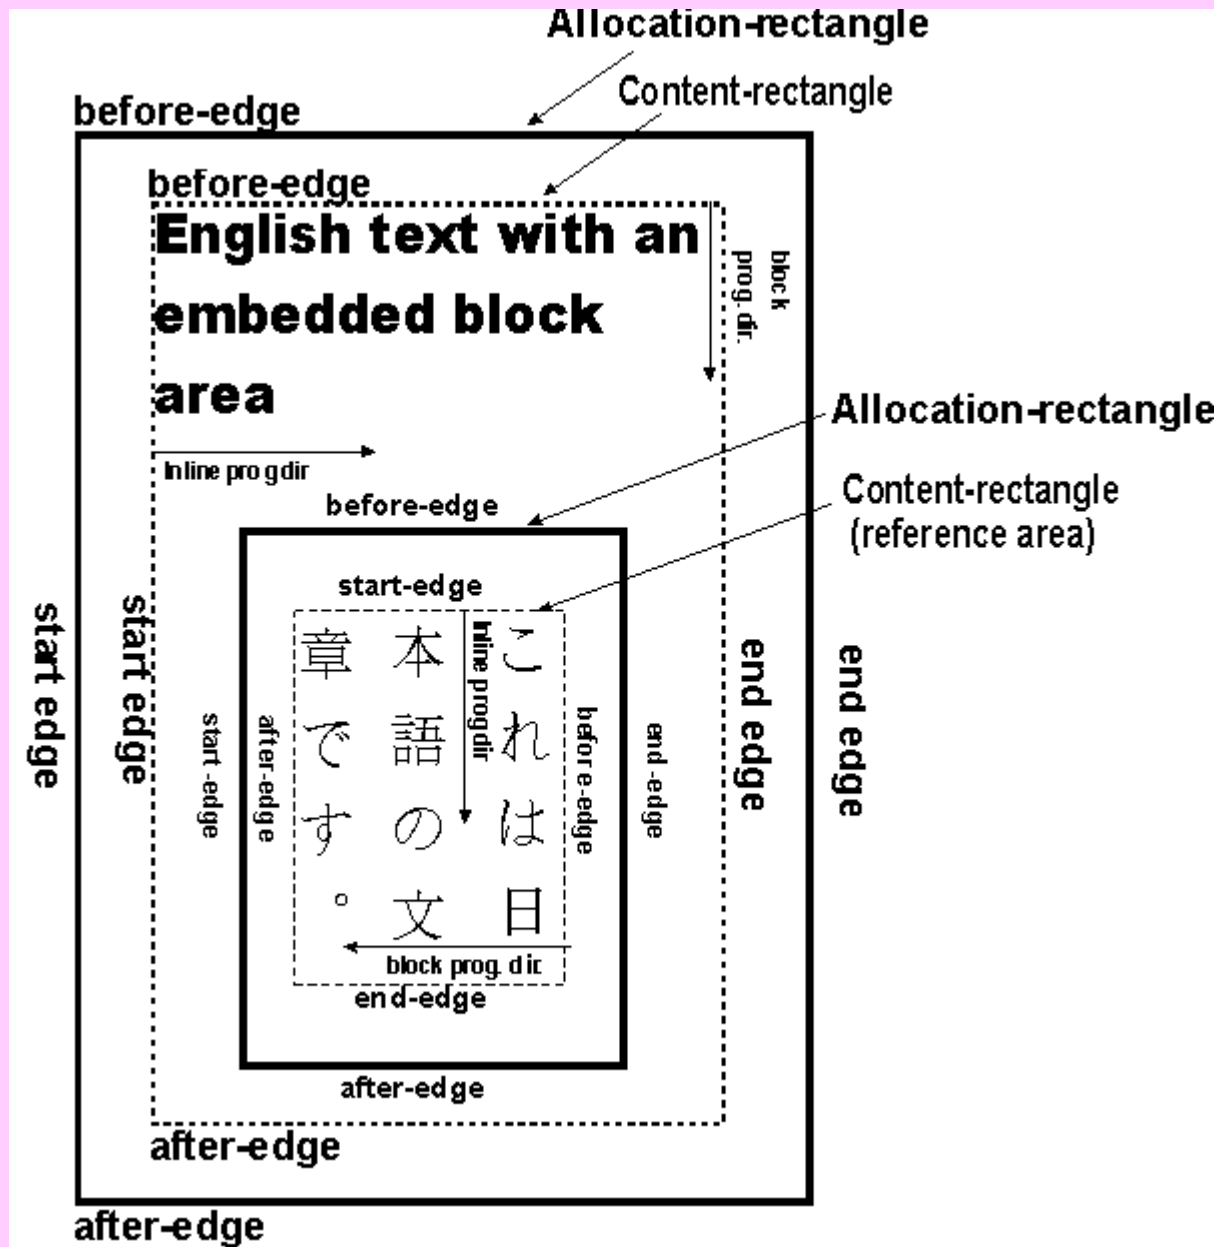 Allocation-rectangle
Content-rectangle
before-edge
before-edge
English text with an
embedded block
area
block
prog. dir.
Inline prog dir
Allocation-rectangle
Content-rectangle
(reference area)
before-edge
start-edge
start edge
start edge
start-edge
after-edge
これは日
本語の文
章です。
Inline prog dir
before-edge
end-edge
end edge
end edge
block prog. dir.
end-edge
after-edge
after-edge
after-edge